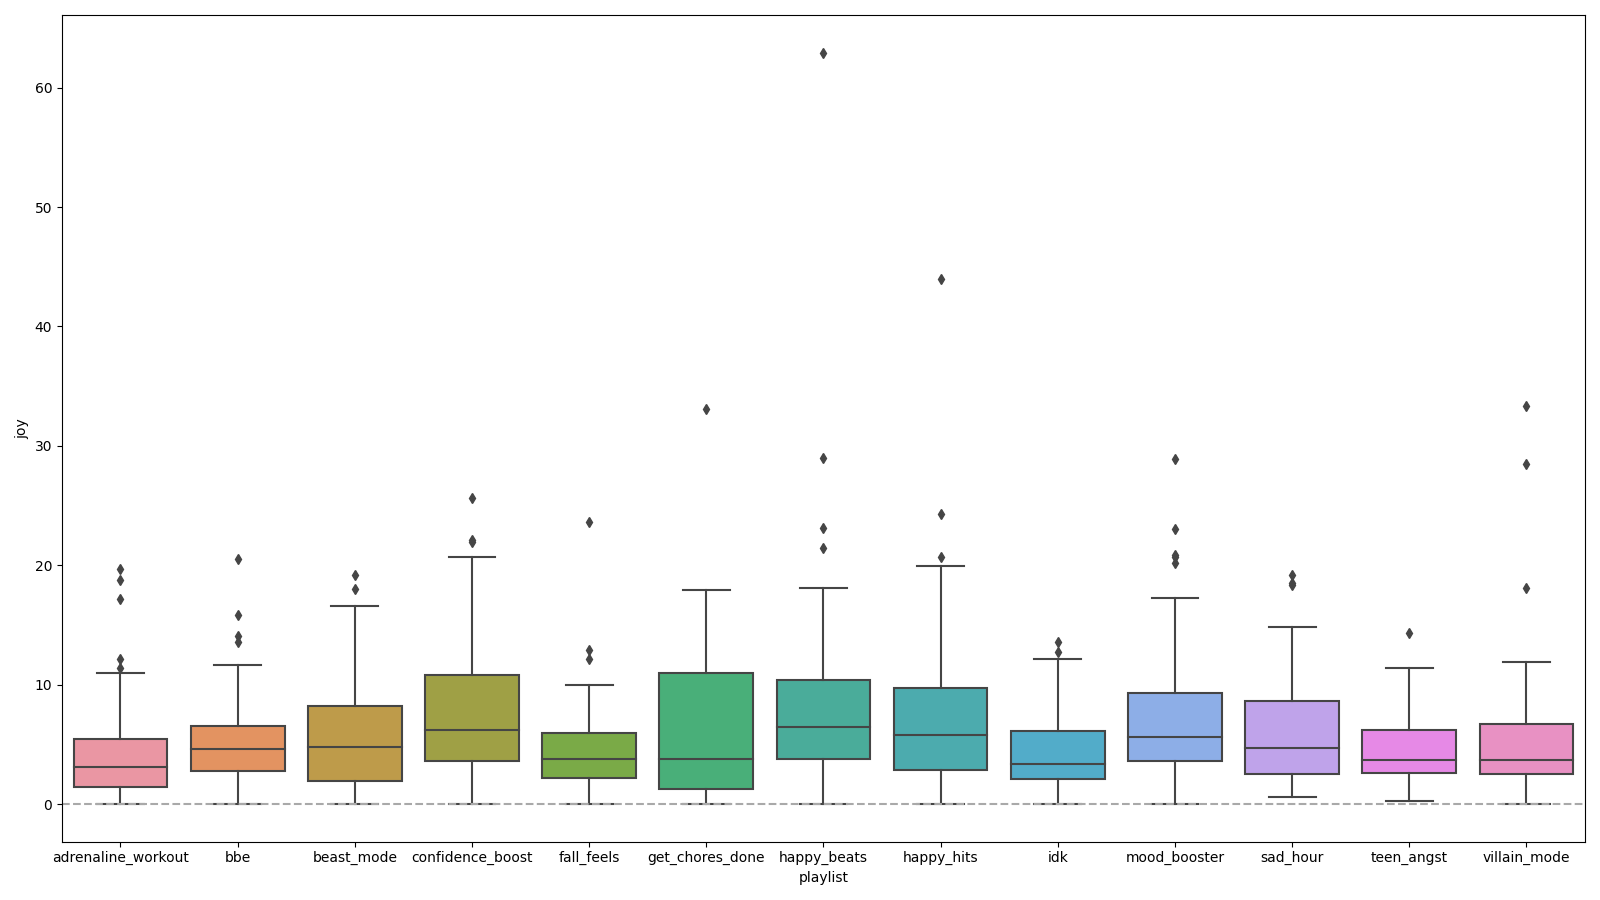 60
50
40
30
20
10
0
joy
adrenaline_workout bbe beast_mode confidence_boost fall_feels get_chores_done happy_beats happy_hits idk mood_booster sad_hour teen_angst villain_mode
playlist